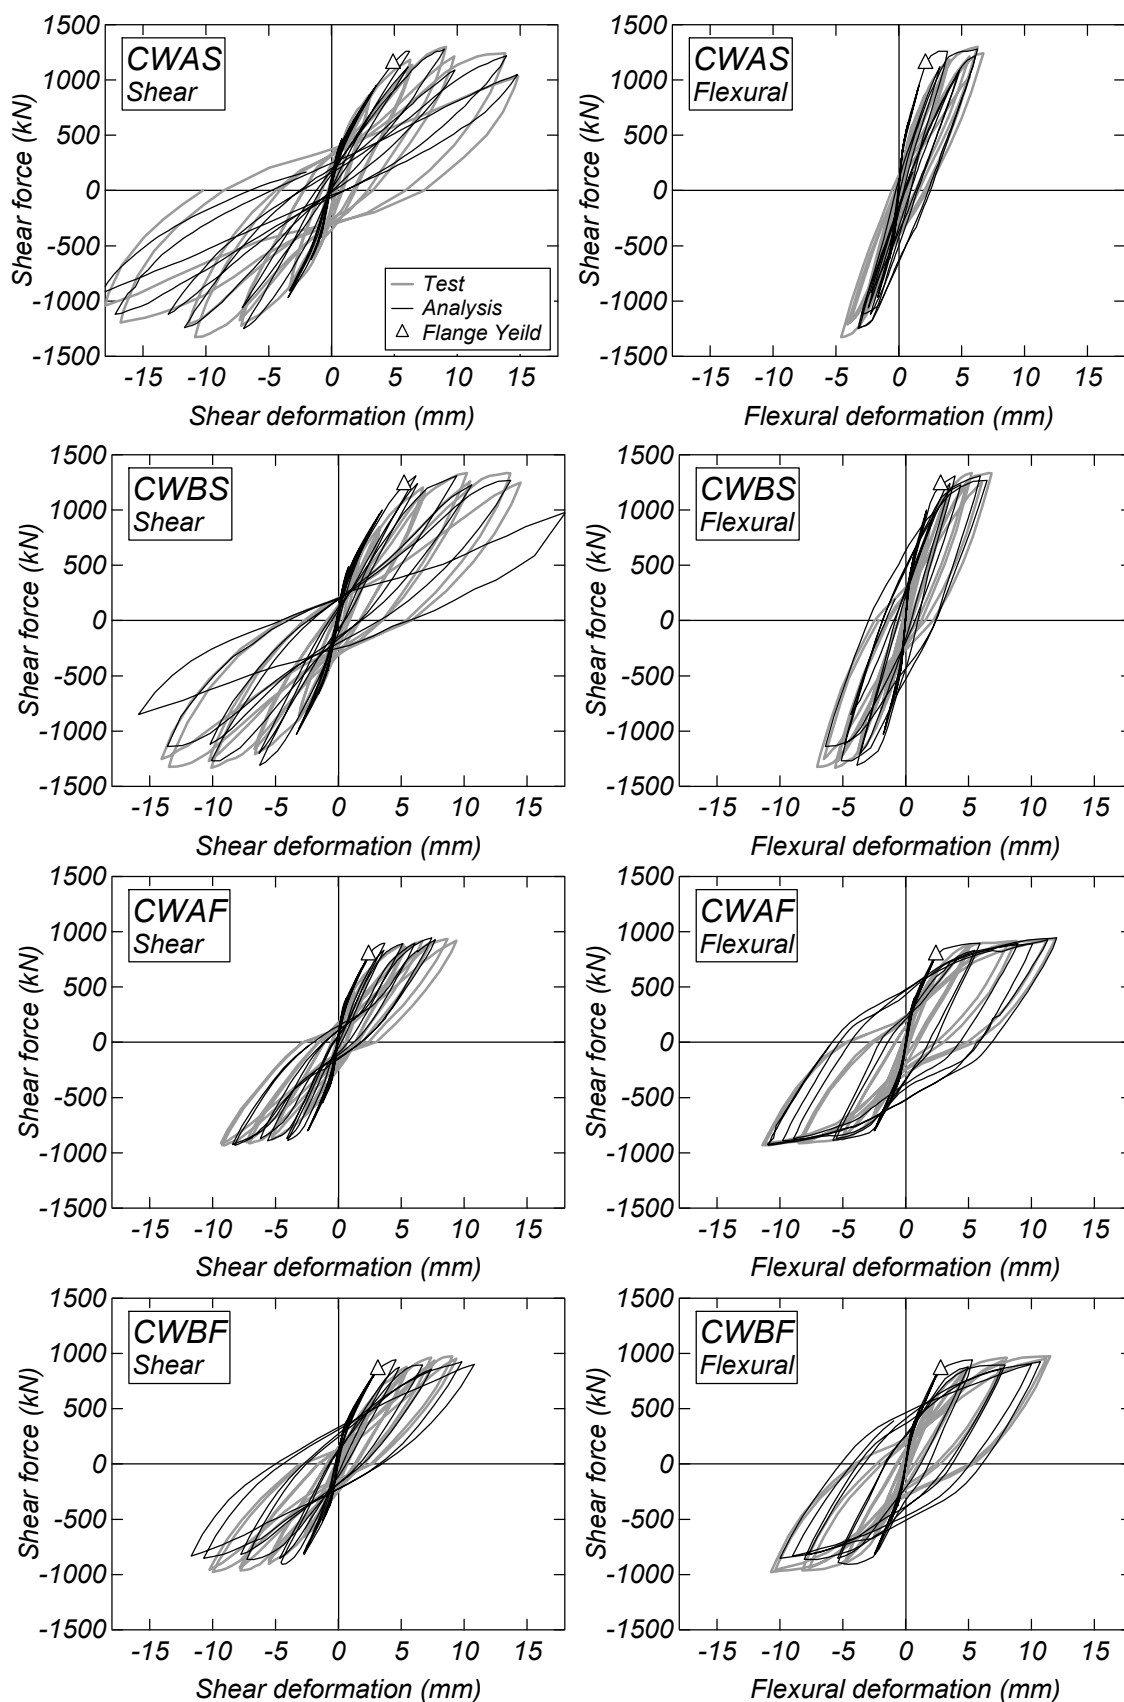 1500
1000
500
0
-500
-1000
-1500
Shear force (kN)
CWAS
Shear
Test
Analysis
Flange Yeild
-15 -10 -5 0 5 10 15
Shear deformation (mm)
1500
1000
500
0
-500
-1000
-1500
Shear force (kN)
CWAS
Flexural
-15 -10 -5 0 5 10 15
Flexural deformation (mm)
1500
1000
500
0
-500
-1000
-1500
Shear force (kN)
CWBS
Shear
-15 -10 -5 0 5 10 15
Shear deformation (mm)
1500
1000
500
0
-500
-1000
-1500
Shear force (kN)
CWBS
Flexural
-15 -10 -5 0 5 10 15
Flexural deformation (mm)
1500
1000
500
0
-500
-1000
-1500
Shear force (kN)
CWAF
Shear
-15 -10 -5 0 5 10 15
Shear deformation (mm)
1500
1000
500
0
-500
-1000
-1500
Shear force (kN)
CWAF
Flexural
-15 -10 -5 0 5 10 15
Flexural deformation (mm)
1500
1000
500
0
-500
-1000
-1500
Shear force (kN)
CWBF
Shear
-15 -10 -5 0 5 10 15
Shear deformation (mm)
1500
1000
500
0
-500
-1000
-1500
Shear force (kN)
CWBF
Flexural
-15 -10 -5 0 5 10 15
Flexural deformation (mm)